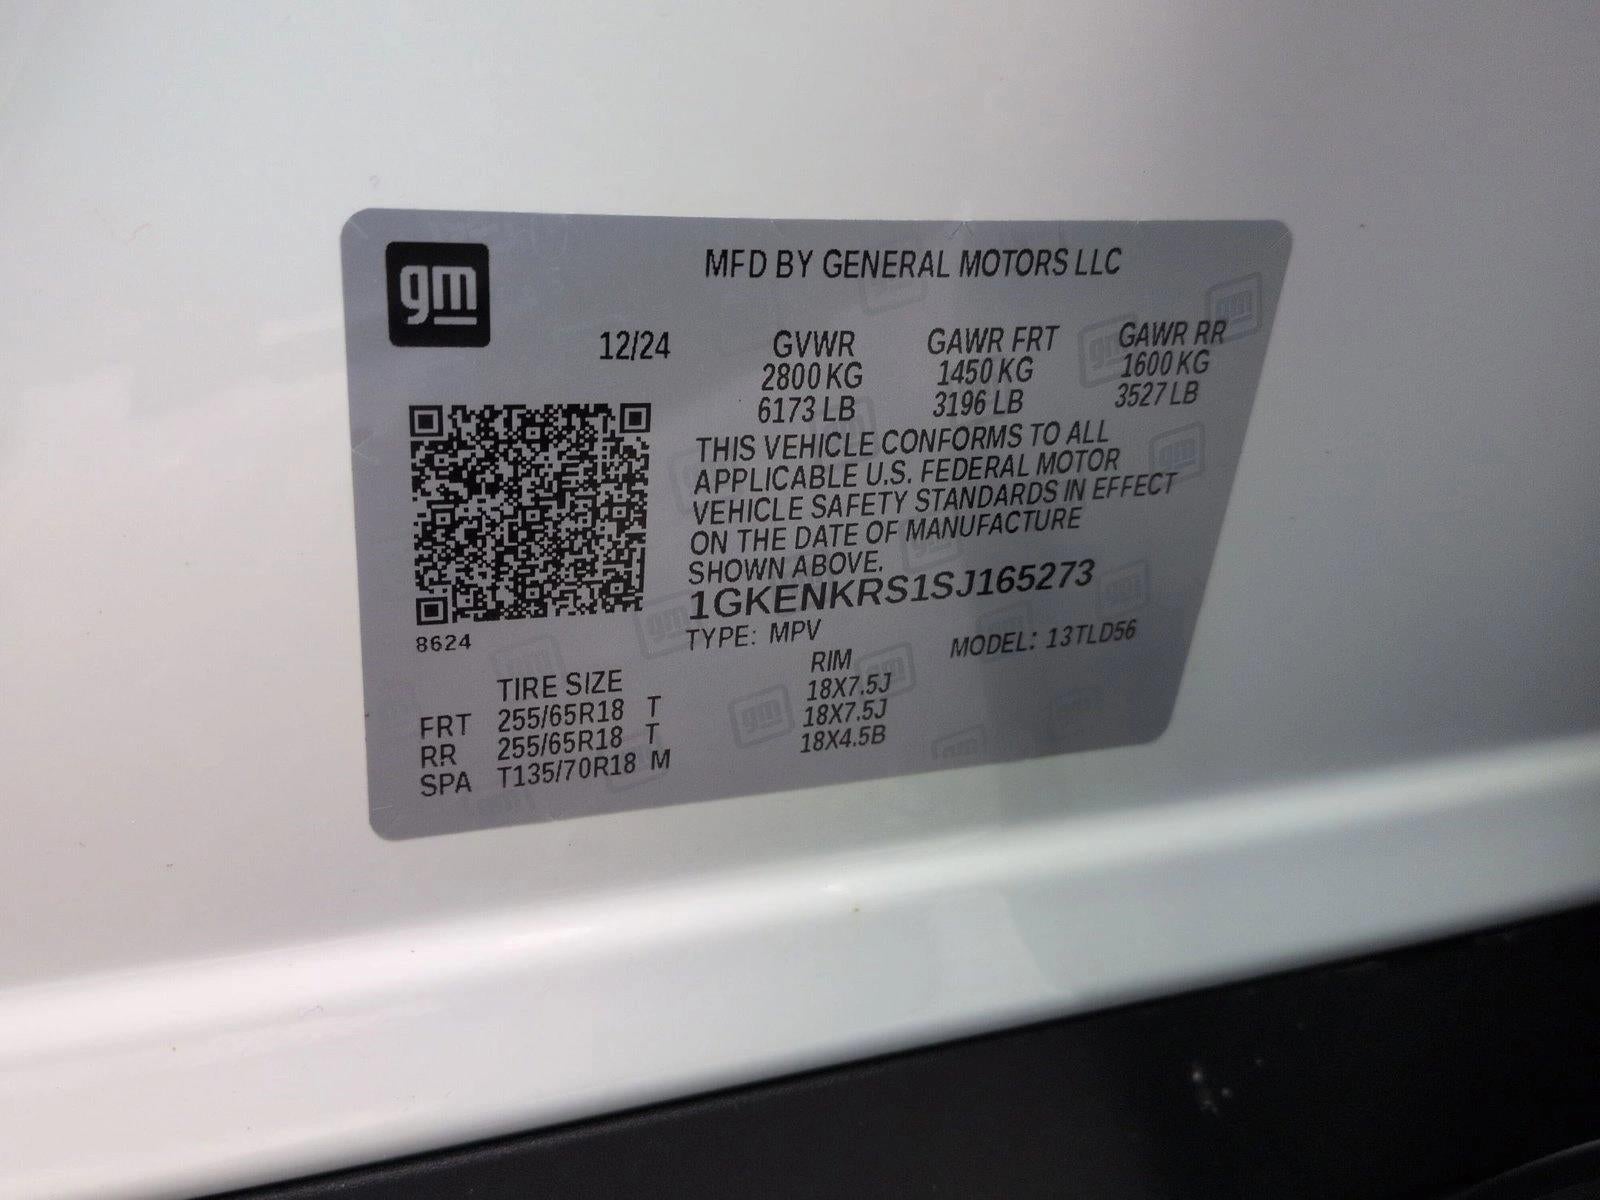 gm
MFD BY GENERAL MOTORS LLC
12/24 GVWR GAWR FRT GAWR RR
2800 KG 1450 KG 1600 KG
6173 LB 3196 LB 3527 LB
THIS VEHICLE CONFORMS TO ALL
APPLICABLE U.S. FEDERAL MOTOR
VEHICLE SAFETY STANDARDS IN EFFECT
ON THE DATE OF MANUFACTURE
SHOWN ABOVE.
1GKENKRS1SJ165273
8624
TYPE: MPV MODEL: 13TLD56
TIRE SIZE RIM
FRT 255/65R18 T 18X7.5J
RR 255/65R18 T 18X7.5J
SPA T135/70R18 M 18X4.5B